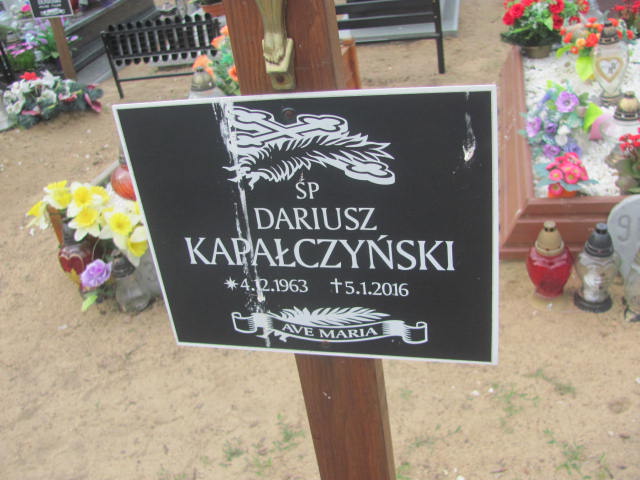 ŚP
DARIUSZ
KAPAŁCZYŃSKI
✴ 4.12.1963 ✝ 5.1.2016
AVE MARIA